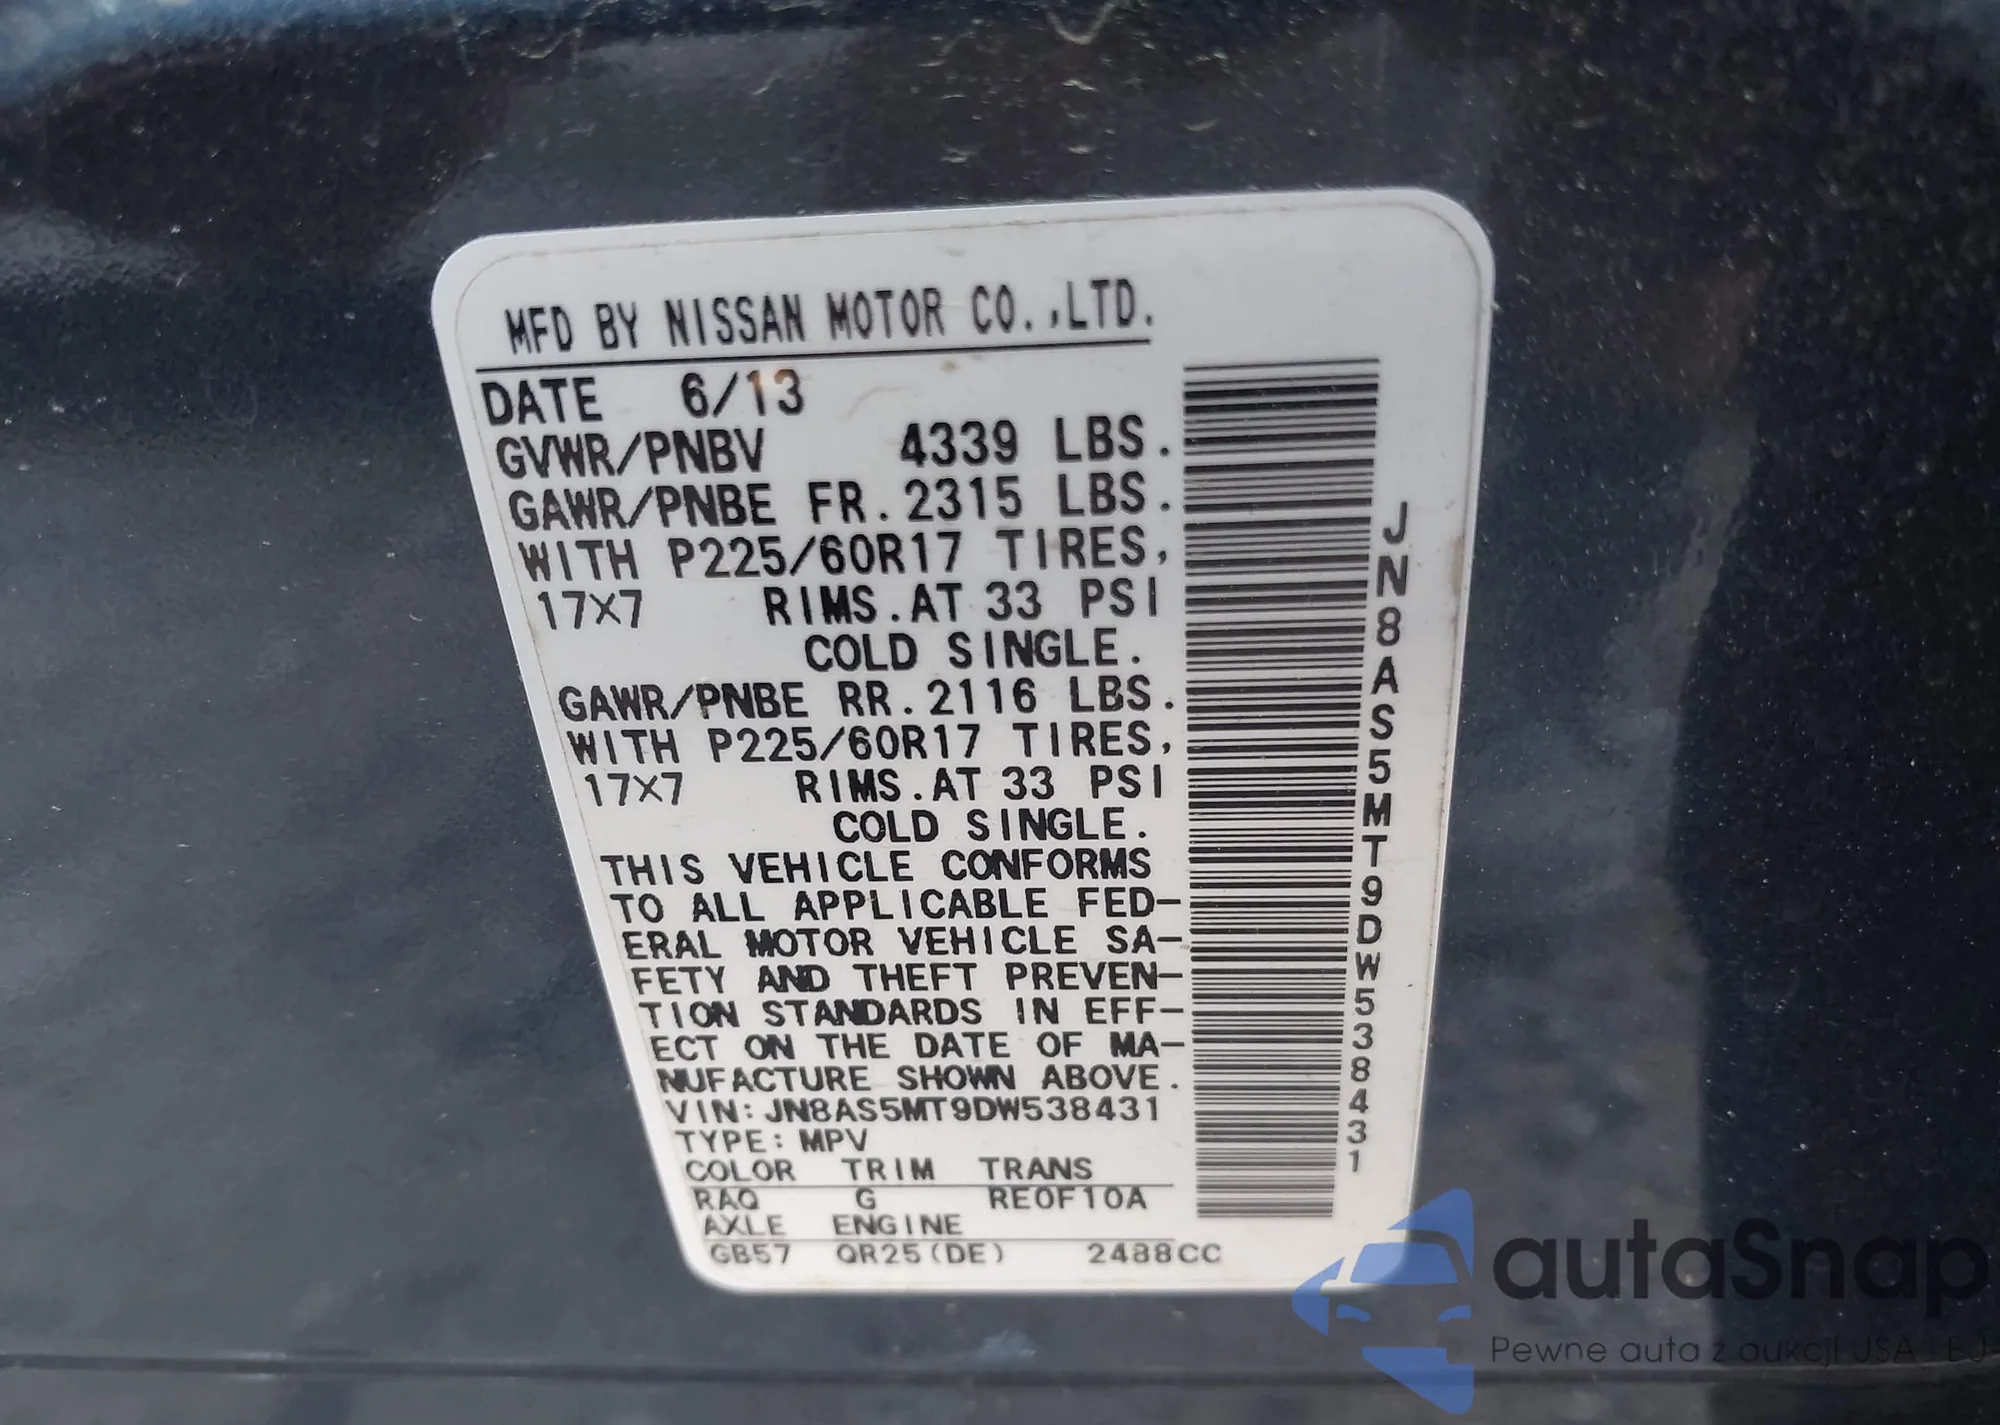 MFD BY NISSAN MOTOR CO.,LTD.
DATE 6/13
GVWR/PNBV 4339 LBS.
GAWR/PNBE FR.2315 LBS.
WITH P225/60R17 TIRES,
17X7 RIMS.AT 33 PSI
COLD SINGLE.
GAWR/PNBE RR.2116 LBS.
WITH P225/60R17 TIRES,
17X7 RIMS.AT 33 PSI
COLD SINGLE.
THIS VEHICLE CONFORMS
TO ALL APPLICABLE FED-
ERAL MOTOR VEHICLE SA-
FETY AND THEFT PREVEN-
TION STANDARDS IN EFF-
ECT ON THE DATE OF MA-
NUFACTURE SHOWN ABOVE.
VIN:JN8AS5MT9DW538431
TYPE:MPV
COLOR TRIM TRANS
RAQ G RE0F10A
AXLE ENGINE
GB57 QR25(DE) 2488CC
JN8AS5MT9DW538431
autaSnap
Pewne auta z aukcji USA i EJ